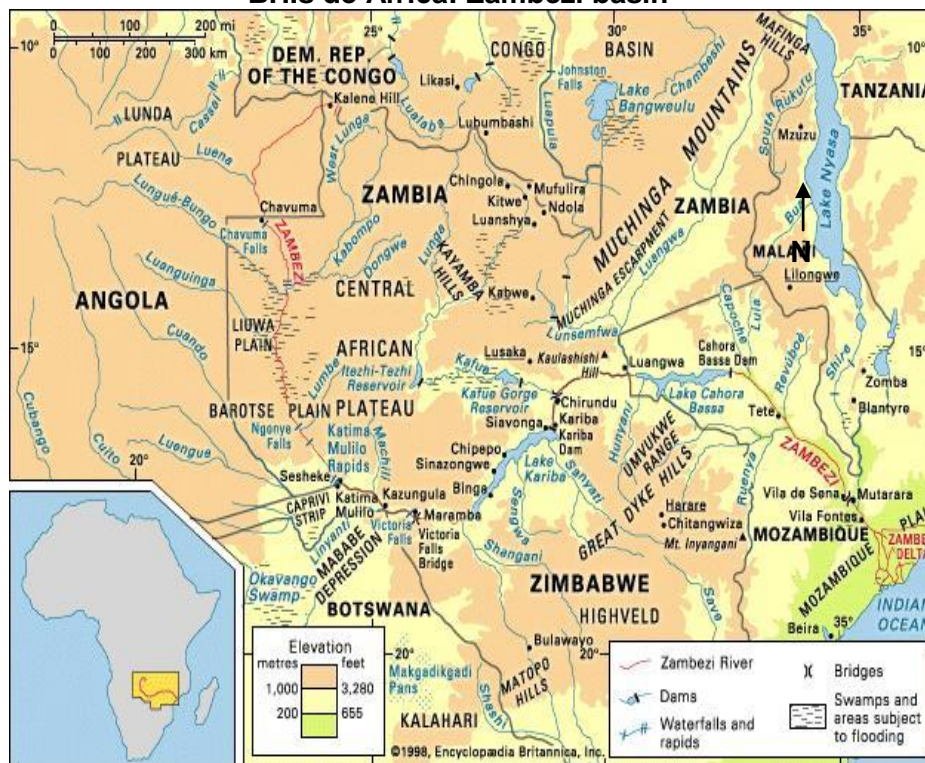 de Africa: Zambezi basin
25°
30°
35°
0 100 200 mi
0 100 200 300 km
10°
10°
DEM. REP.
OF THE CONGO
CONGO BASIN
MAFINGA
HILLS
TANZANIA
Likasi
Johnston
Falls
Chambeshi
Lake
Bangweulu
Kalene Hill
Lualaba
Luapula
Lubumbashi
South Rukuru
Mzuzu
LUNDA
PLATEAU
Cassai
Luena
West Lunga
Lungué-Bungo
ZAMBIA
Chingola
Mufulira
Kitwe
Ndola
Luanshya
MUCHINGA MOUNTAINS
ZAMBIA
Lake Nyasa
N
MALAWI
Lilongwe
Chavuma
Chavuma
Falls
ZAMBEZI
Kabompo
Dongwe
Lunga
KAYAMBA
HILLS
Kabwe
MUCHINGA ESCARPMENT
Luangwa
Luanguinga
ANGOLA
CENTRAL
AFRICAN
PLATEAU
LIUWA
PLAIN
Lunsemfwa
Capoche
Luia
Cuando
15°
15°
Lusaka
Kaulashishi
Hill
Luangwa
Cahora
Bassa Dam
Revúboè
Shire
Zomba
Blantyre
Lumbe
Itezhi-Tezhi
Reservoir
Kafue
Kafue Gorge
Reservoir
Lake Cahora
Bassa
Tete
BAROTSE PLAIN
Cubango
Cuito
Luengue
20°
Ngonye
Falls
Katima
Mulilo
Rapids
Machili
Chirundu
Siavonga
Kariba
Kariba
Dam
Hunyani
UMVUKWE
RANGE
ZAMBEZI
Chipepo
Sinazongwe
Lake
Kariba
Sanyati
Sengwa
Ruenya
Sesheke
CAPRIVI
STRIP
Katima
Mulilo
Kazungula
Binga
Maramba
Victoria
Falls
Victoria
Falls
Bridge
Linyanti
MABABE
DEPRESSION
Okavango
Swamp
GREAT DYKE HILLS
Harare
Chitangwiza
Mt. Inyangani
Vila de Sena
Mutarara
Vila Fontes
MOZAMBIQUE
MOZAMBIQUE
Shangani
ZIMBABWE
HIGHVELD
BOTSWANA
Save
INDIAN
Beira
35°
Bulawayo
20°
20°
Makgadikgadi
Pans
MATOPO
HILLS
Shashi
KALAHARI
Elevation
metres feet
1,000 3,280
200 655
Zambezi River
Dams
Waterfalls and
rapids
Bridges
Swamps and
areas subject
to flooding
©1998, Encyclopædia Britannica, Inc.